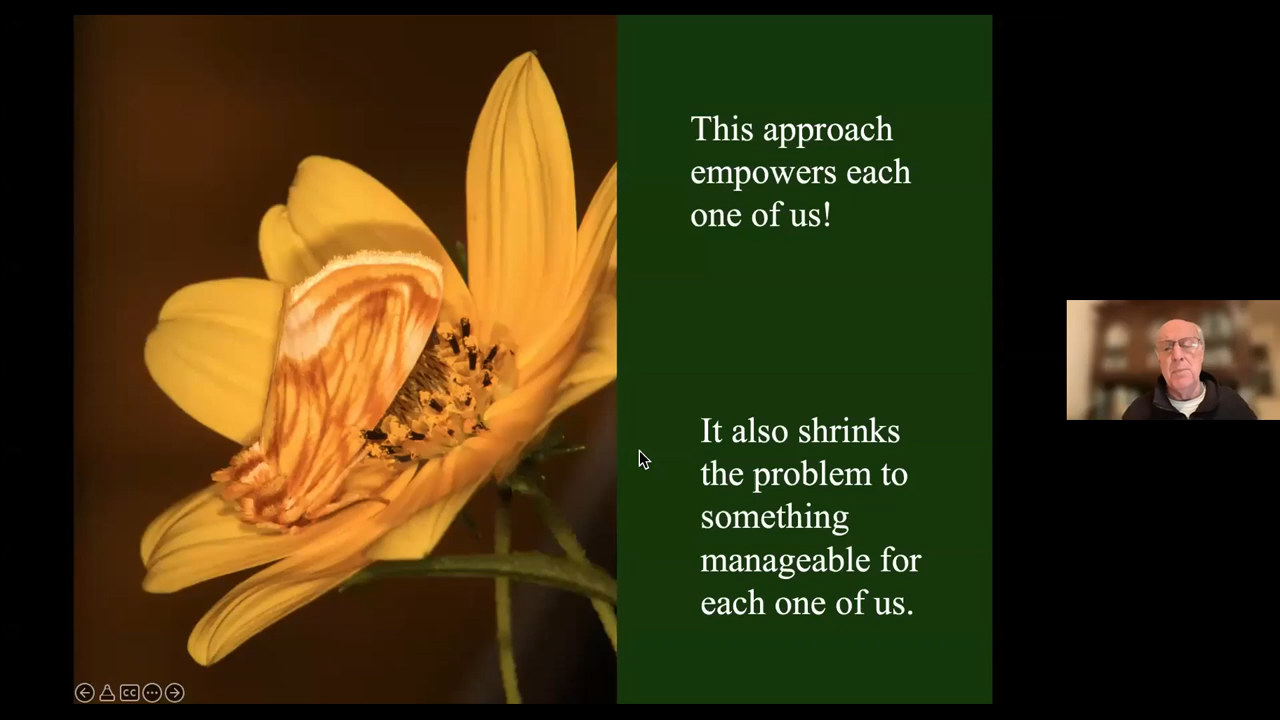 This approach
empowers each
one of us!
It also shrinks
the problem to
something
manageable for
each one of us.
CC